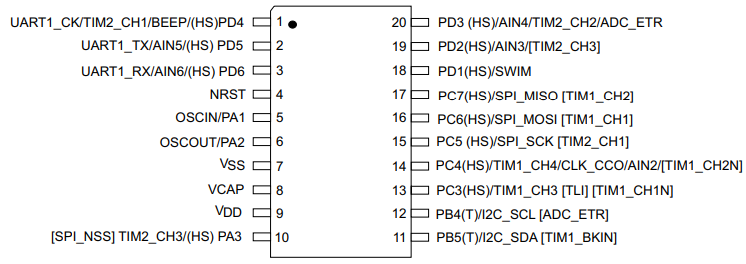 UART1_CK/TIM2_CH1/BEEP/(HS)PD4 1 20 PD3 (HS)/AIN4/TIM2_CH2/ADC_ETR
UART1_TX/AIN5/(HS) PD5 2 19 PD2(HS)/AIN3/[TIM2_CH3]
UART1_RX/AIN6/(HS) PD6 3 18 PD1(HS)/SWIM
NRST 4 17 PC7(HS)/SPI_MISO [TIM1_CH2]
OSCIN/PA1 5 16 PC6(HS)/SPI_MOSI [TIM1_CH1]
OSCOUT/PA2 6 15 PC5 (HS)/SPI_SCK [TIM2_CH1]
VSS 7 14 PC4(HS)/TIM1_CH4/CLK_CCO/AIN2/[TIM1_CH2N]
VCAP 8 13 PC3(HS)/TIM1_CH3 [TLI] [TIM1_CH1N]
VDD 9 12 PB4(T)/I2C_SCL [ADC_ETR]
[SPI_NSS] TIM2_CH3/(HS) PA3 10 11 PB5(T)/I2C_SDA [TIM1_BKIN]